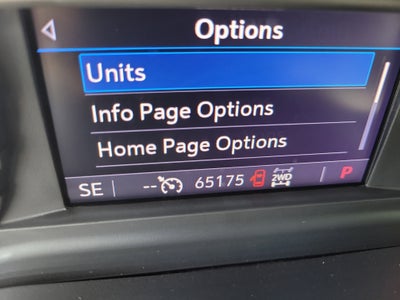 Options
Units
Info Page Options
Home Page Options
SE -- 65175 2WD P